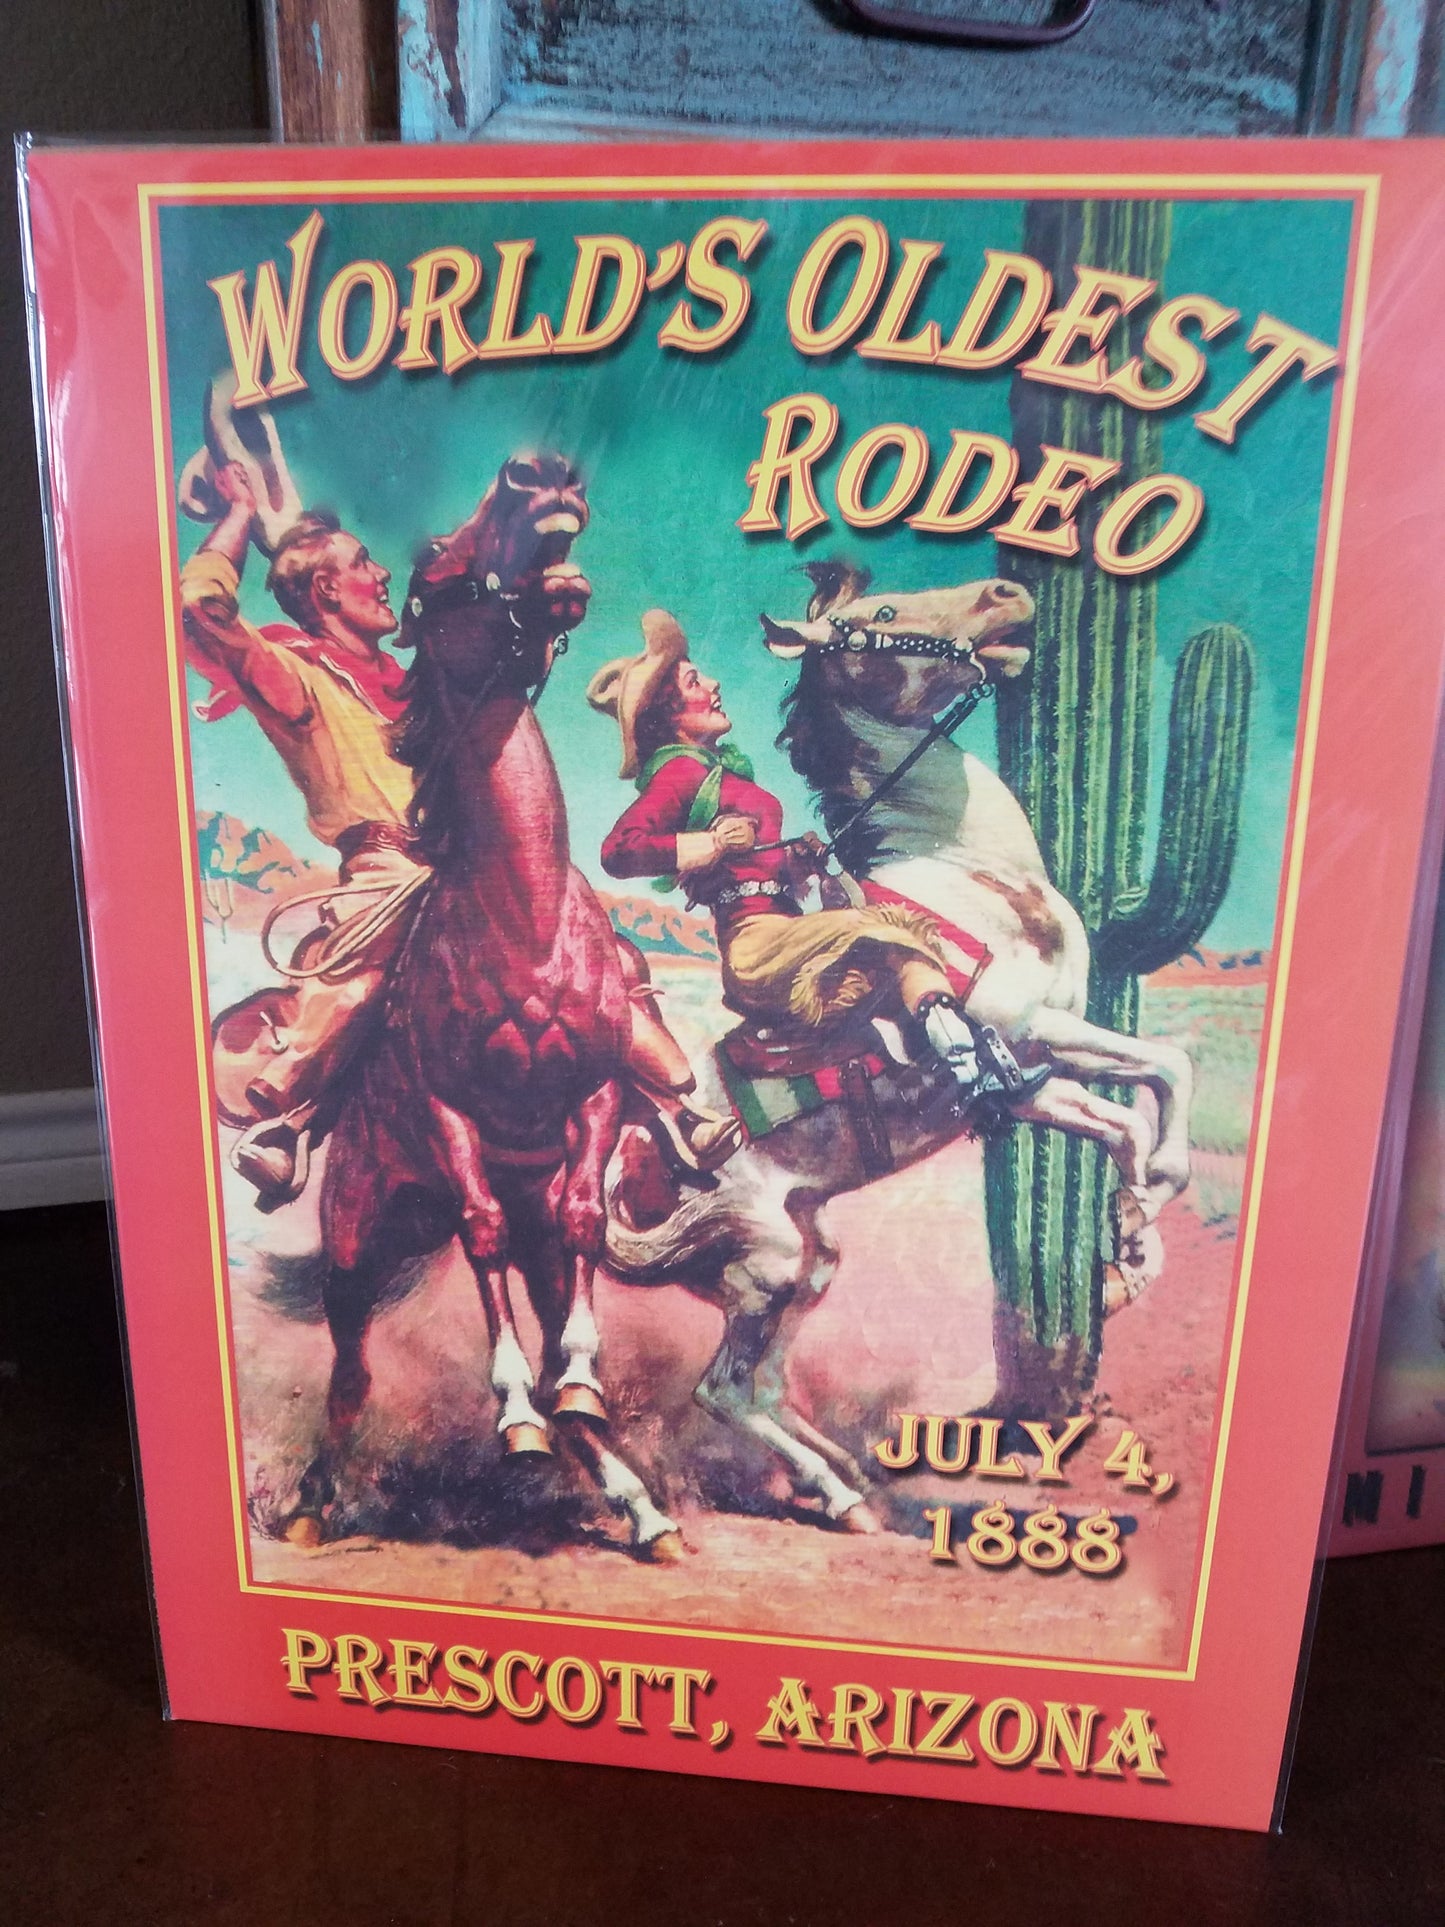 WORLD'S OLDEST
RODEO
JULY 4,
1888
PRESCOTT, ARIZONA